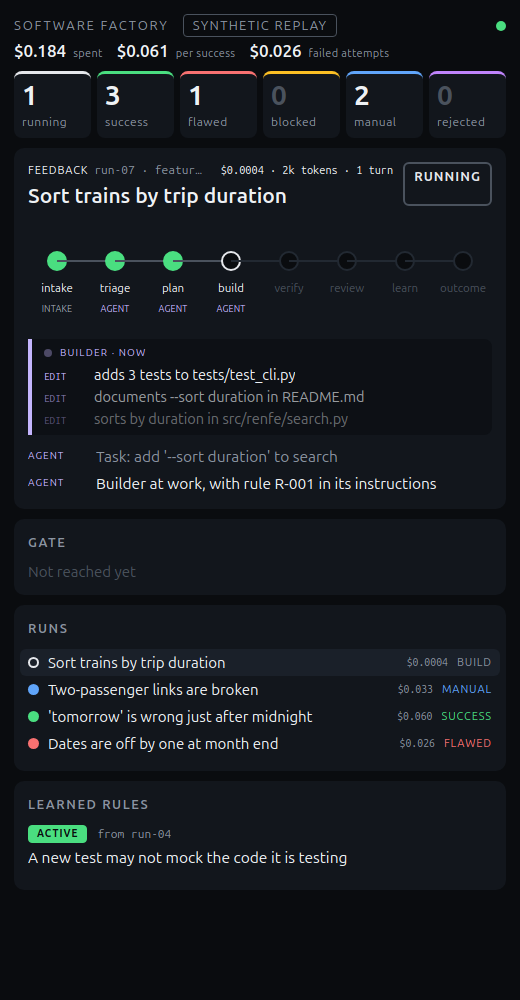 SOFTWARE FACTORY SYNTHETIC REPLAY
$0.184 spent $0.061 per success $0.026 failed attempts
1 3 1 0 2 0
running success flawed blocked manual rejected
FEEDBACK run-07 · featur… $0.0004 · 2k tokens · 1 turn RUNNING
Sort trains by trip duration
intake triage plan build verify review learn outcome
INTAKE AGENT AGENT AGENT
BUILDER · NOW
EDIT adds 3 tests to tests/test_cli.py
EDIT documents --sort duration in README.md
EDIT sorts by duration in src/renfe/search.py
AGENT Task: add '--sort duration' to search
AGENT Builder at work, with rule R-001 in its instructions
GATE
Not reached yet
RUNS
Sort trains by trip duration $0.0004 BUILD
Two-passenger links are broken $0.033 MANUAL
'tomorrow' is wrong just after midnight $0.060 SUCCESS
Dates are off by one at month end $0.026 FLAWED
LEARNED RULES
ACTIVE from run-04
A new test may not mock the code it is testing